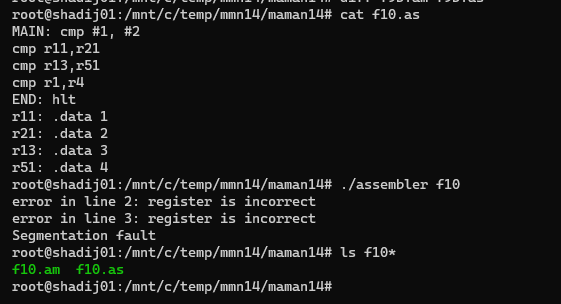 root@shadij01:/mnt/c/temp/mmn14/maman14# cat f10.as
MAIN: cmp #1, #2
cmp r11,r21
cmp r13,r51
cmp r1,r4
END: hlt
r11: .data 1
r21: .data 2
r13: .data 3
r51: .data 4
root@shadij01:/mnt/c/temp/mmn14/maman14# ./assembler f10
error in line 2: register is incorrect
error in line 3: register is incorrect
Segmentation fault
root@shadij01:/mnt/c/temp/mmn14/maman14# ls f10*
f10.am  f10.as
root@shadij01:/mnt/c/temp/mmn14/maman14#